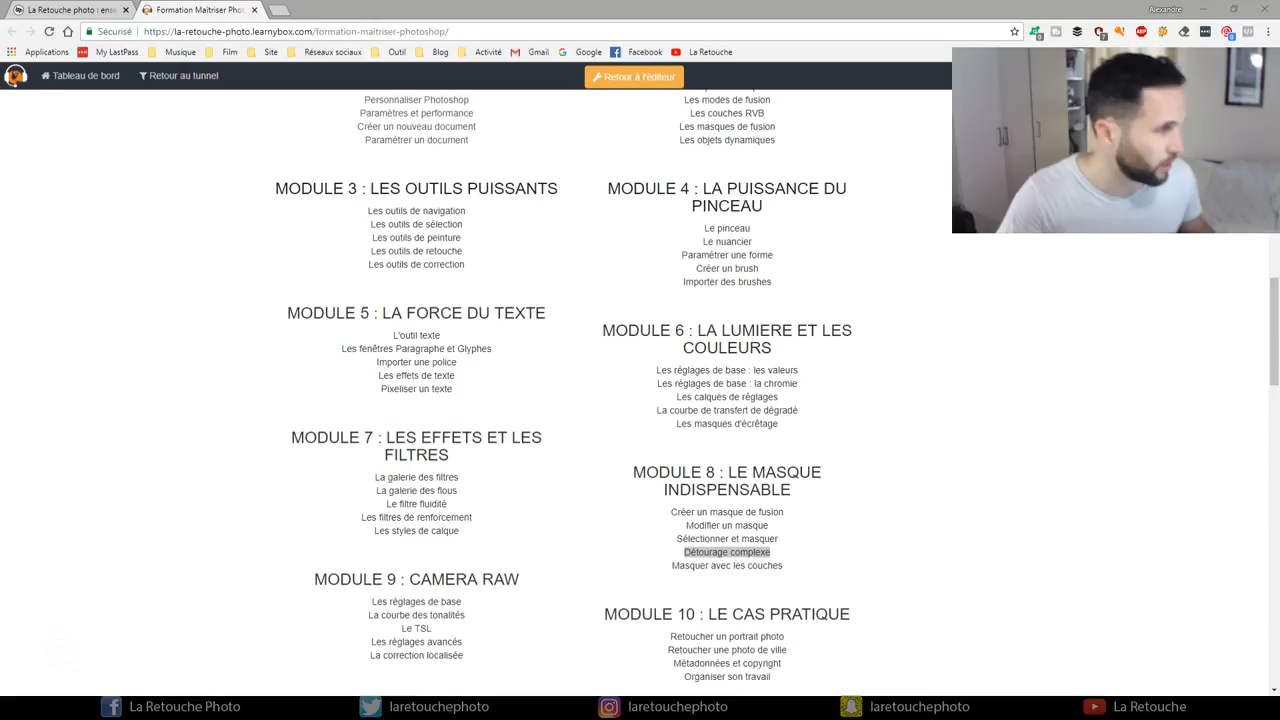 La Retouche photo : ens
Formation Maîtriser Phot
Alexandre
Sécurisé
https://la-retouche-photo.learnybox.com/formation-maitriser-photoshop/
Applications
My LastPass
Musique
Film
Site
Réseaux sociaux
Outil
Blog
Activité
Gmail
Google
Facebook
La Retouche
Tableau de bord
Retour au tunnel
Retour à l'éditeur
Personnaliser Photoshop
Paramètres et performance
Créer un nouveau document
Paramétrer un document
Les modes de fusion
Les couches RVB
Les masques de fusion
Les objets dynamiques
MODULE 3 : LES OUTILS PUISSANTS
Les outils de navigation
Les outils de sélection
Les outils de peinture
Les outils de retouche
Les outils de correction
MODULE 4 : LA PUISSANCE DU
PINCEAU
Le pinceau
Le nuancier
Paramétrer une forme
Créer un brush
Importer des brushes
MODULE 5 : LA FORCE DU TEXTE
L'outil texte
Les fenêtres Paragraphe et Glyphes
Importer une police
Les effets de texte
Pixeliser un texte
MODULE 6 : LA LUMIERE ET LES
COULEURS
Les réglages de base : les valeurs
Les réglages de base : la chromie
Les calques de réglages
La courbe de transfert de dégradé
Les masques d'écrêtage
MODULE 7 : LES EFFETS ET LES
FILTRES
La galerie des filtres
La galerie des flous
Le filtre fluidité
Les filtres de renforcement
Les styles de calque
MODULE 8 : LE MASQUE
INDISPENSABLE
Créer un masque de fusion
Modifier un masque
Sélectionner et masquer
Détourage complexe
Masquer avec les couches
MODULE 9 : CAMERA RAW
Les réglages de base
La courbe des tonalités
Le TSL
Les réglages avancés
La correction localisée
MODULE 10 : LE CAS PRATIQUE
Retoucher un portrait photo
Retoucher une photo de ville
Métadonnées et copyright
Organiser son travail
La Retouche Photo
laretouchephoto
laretouchephoto
laretouchephoto
La Retouche